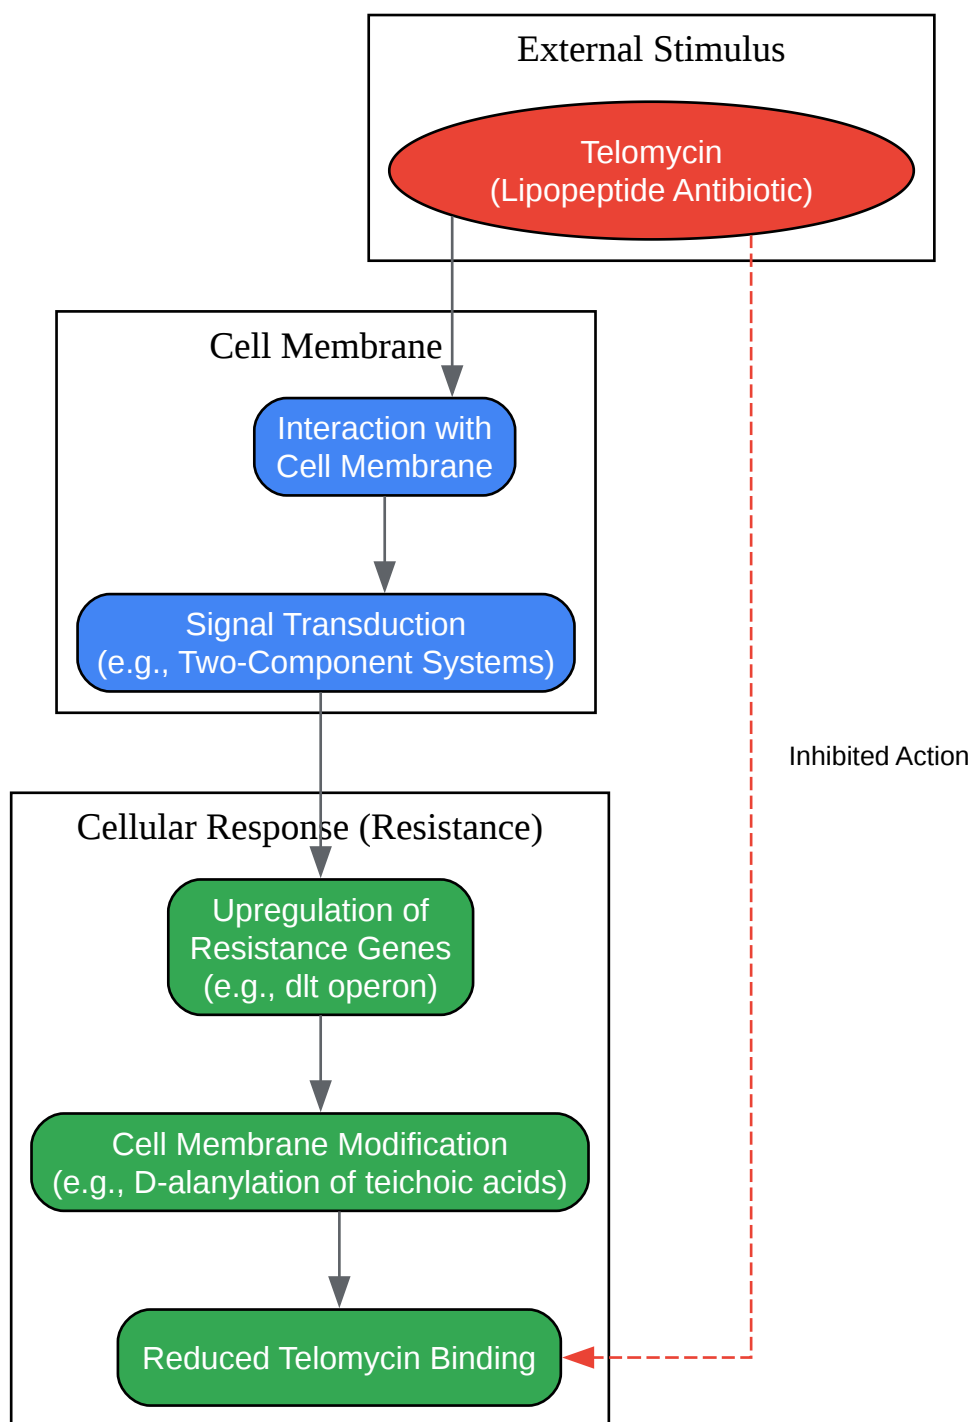 External Stimulus
Telomycin
(Lipopeptide Antibiotic)
Cell Membrane
Interaction with
Cell Membrane
Signal Transduction
(e.g., Two-Component Systems)
Inhibited Action
Cellular Response (Resistance)
Upregulation of
Resistance Genes
(e.g., dlt operon)
Cell Membrane Modification
(e.g., D-alanylation of teichoic acids)
Reduced Telomycin Binding